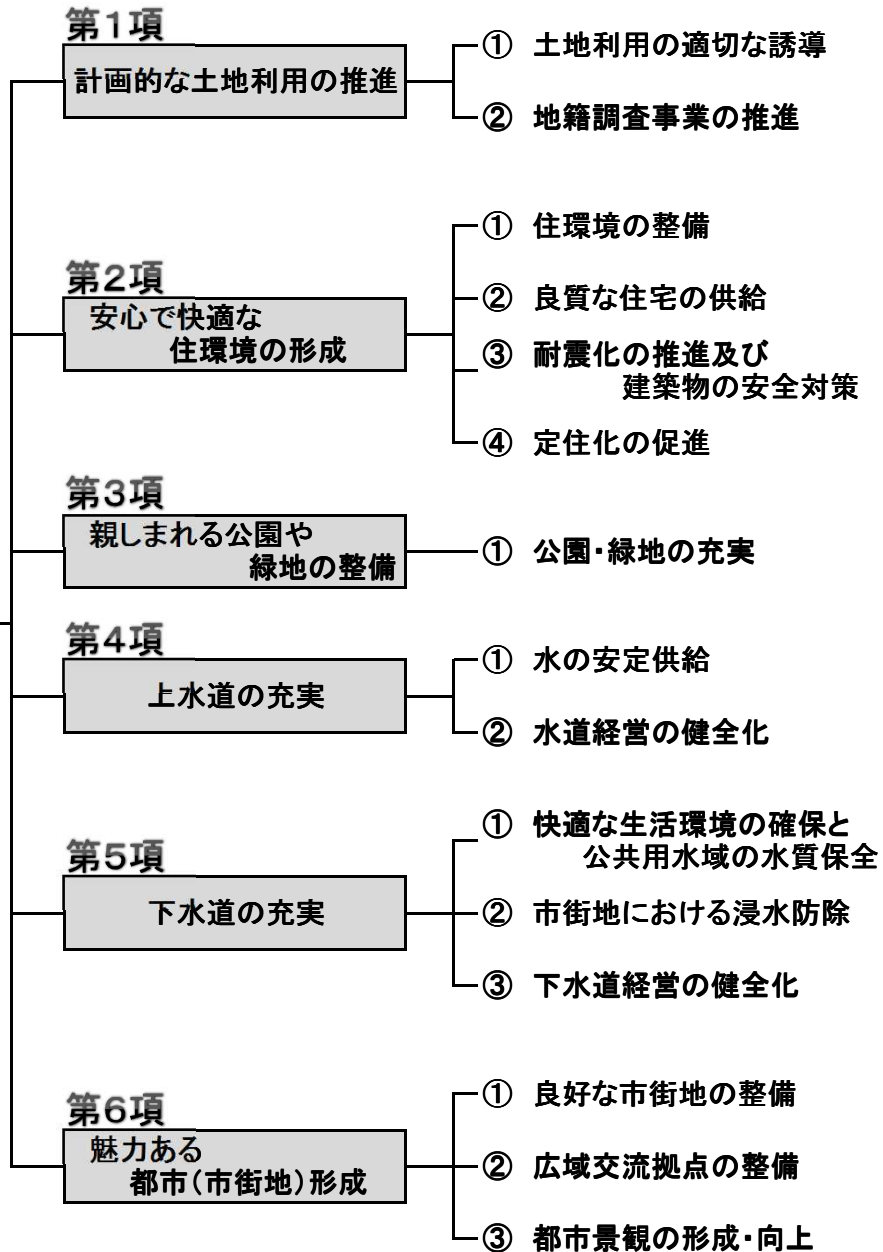 第1項
計画的な土地利用の推進
① 土地利用の適切な誘導
② 地籍調査事業の推進
第2項
安心で快適な
住環境の形成
① 住環境の整備
② 良質な住宅の供給
③ 耐震化の推進及び
建築物の安全対策
④ 定住化の促進
第3項
親しまれる公園や
緑地の整備
① 公園・緑地の充実
第4項
上水道の充実
① 水の安定供給
② 水道経営の健全化
第5項
下水道の充実
① 快適な生活環境の確保と
公共用水域の水質保全
② 市街地における浸水防除
③ 下水道経営の健全化
第6項
魅力ある
都市(市街地)形成
① 良好な市街地の整備
② 広域交流拠点の整備
③ 都市景観の形成・向上